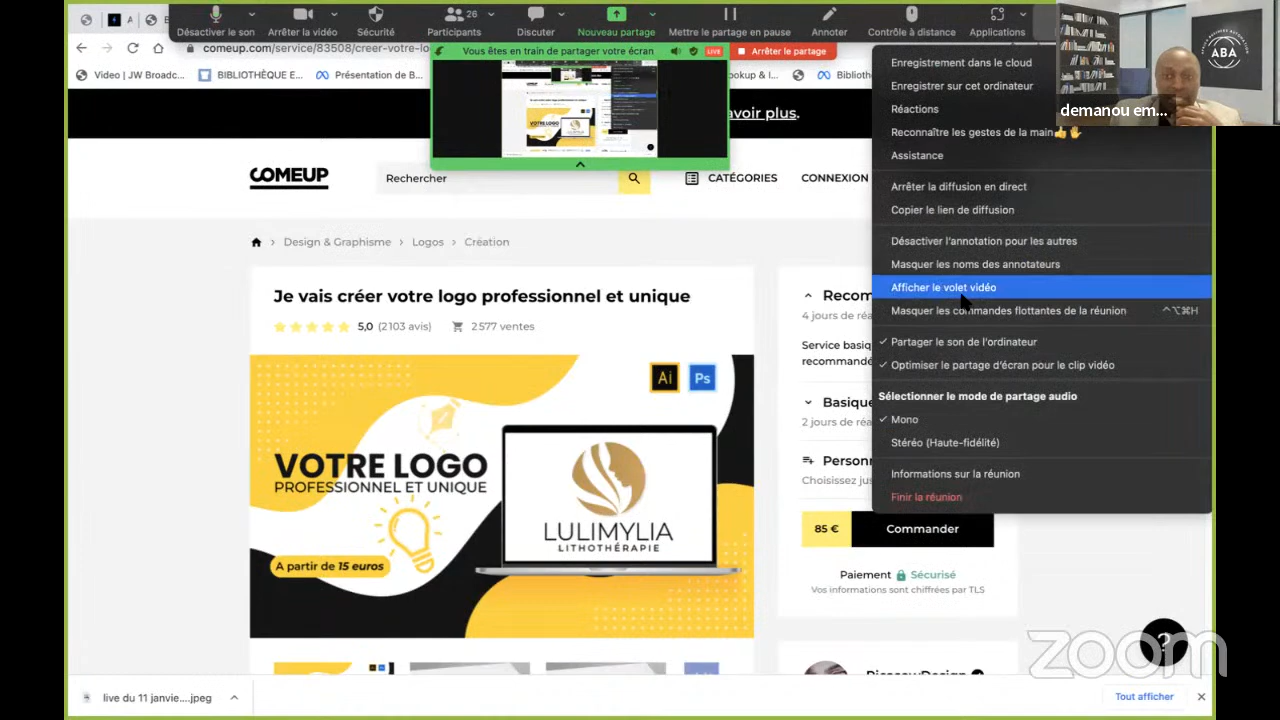 Désactiver le son
Arrêter la vidéo
Sécurité
Participants
26
Discuter
Nouveau partage
Mettre le partage en pause
Annoter
Contrôle à distance
Applications
comeup.com/service/83508/creer-votre-lo
Vous êtes en train de partager votre écran
LIVE
Arrêter le partage
Video | JW Broadc...
BIBLIOTHÈQUE E...
Présentation de B...
Lookup & I...
Biblioth
avoir plus.
COMEUP
Rechercher
CATÉGORIES
CONNEXION
Design & Graphisme
Logos
Création
Je vais créer votre logo professionnel et unique
5,0 (2 103 avis)
2 577 ventes
Ai
Ps
VOTRE LOGO
PROFESSIONNEL ET UNIQUE
A partir de 15 euros
LULIMYLIA
LITHOTHÉRAPIE
Recom
4 jours de réa
Service basiq
recommandé
Basique
2 jours de réa
Personn
Choisissez jus
85 €
Commander
Paiement Sécurisé
Vos informations sont chiffrées par TLS
PicassoDesign
Enregistrement dans le cloud
Enregistrer sur cet ordinateur
Réactions
Reconnaître les gestes de la main👍✋
Assistance
Arrêter la diffusion en direct
Copier le lien de diffusion
Désactiver l'annotation pour les autres
Masquer les noms des annotateurs
Afficher le volet vidéo
Masquer les commandes flottantes de la réunion ^⌥⌘H
✓ Partager le son de l'ordinateur
✓ Optimiser le partage d'écran pour le clip vidéo
Sélectionner le mode de partage audio
✓ Mono
Stéréo (Haute-fidélité)
Informations sur la réunion
Finir la réunion
demanou em...
ABA
?
zoom
live du 11 janvie....jpeg
Tout afficher